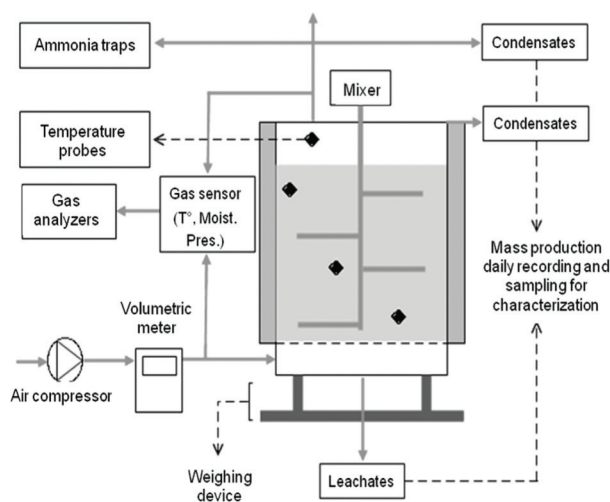 Ammonia traps
Condensates
Mixer
Condensates
Temperature
probes
Gas sensor
(T°, Moist.
Pres.)
Gas
analyzers
Mass production
daily recording and
sampling for
characterization
Volumetric
meter
Air compressor
Weighing
device
Leachates